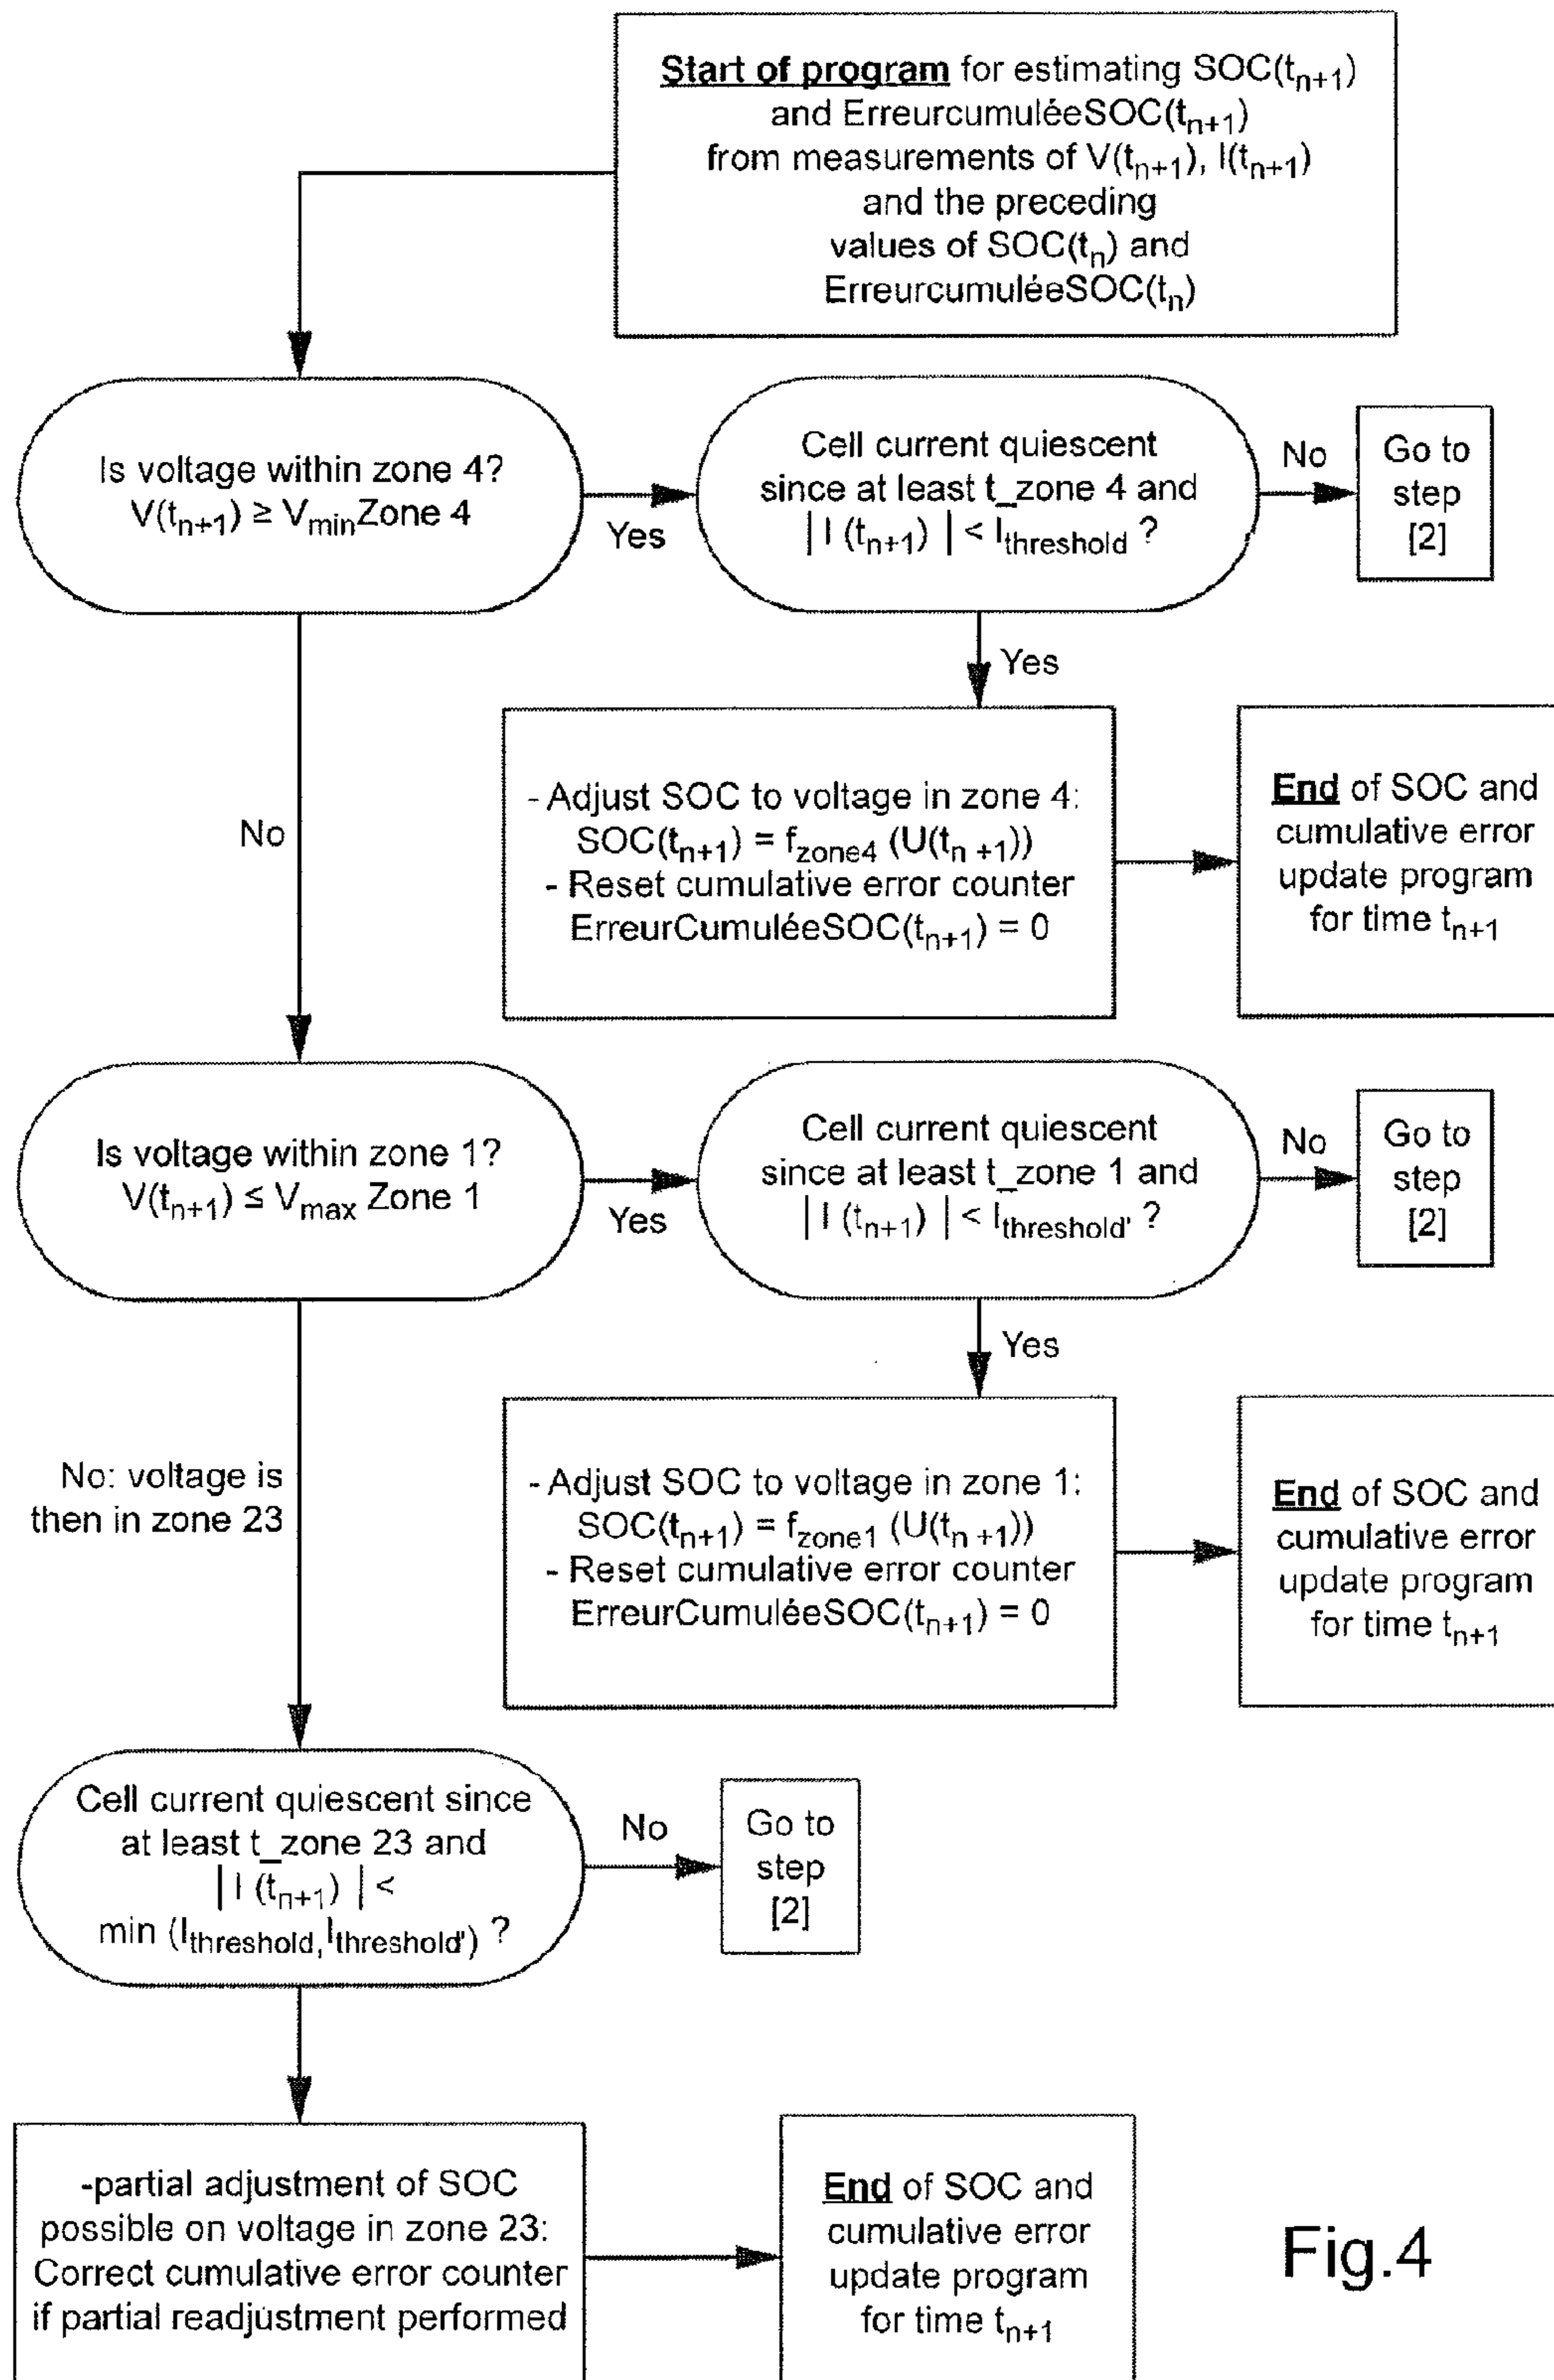 Start of program for estimating SOC(tn+1)
and ErreurcumuléeSOC(tn+1)
from measurements of V(tn+1), I(tn+1)
and the preceding
values of SOC(tn) and
ErreurcumuléeSOC(tn)
Is voltage within zone 4?
V(tn+1) ≥ VminZone 4
Yes
Cell current quiescent
since at least t_zone 4 and
| I (tn+1) | < Ithreshold ?
No
Go to
step
[2]
Yes
- Adjust SOC to voltage in zone 4:
SOC(tn+1) = fzone4 (U(tn +1))
- Reset cumulative error counter
ErreurCumuléeSOC(tn+1) = 0
End of SOC and
cumulative error
update program
for time tn+1
No
Is voltage within zone 1?
V(tn+1) ≤ Vmax Zone 1
Yes
Cell current quiescent
since at least t_zone 1 and
| I (tn+1) | < Ithreshold' ?
No
Go to
step
[2]
Yes
- Adjust SOC to voltage in zone 1:
SOC(tn+1) = fzone1 (U(tn +1))
- Reset cumulative error counter
ErreurCumuléeSOC(tn+1) = 0
End of SOC and
cumulative error
update program
for time tn+1
No: voltage is
then in zone 23
Cell current quiescent since
at least t_zone 23 and
| I (tn+1) | <
min (Ithreshold,Ithreshold') ?
No
Go to
step
[2]
-partial adjustment of SOC
possible on voltage in zone 23:
Correct cumulative error counter
if partial readjustment performed
End of SOC and
cumulative error
update program
for time tn+1
Fig.4